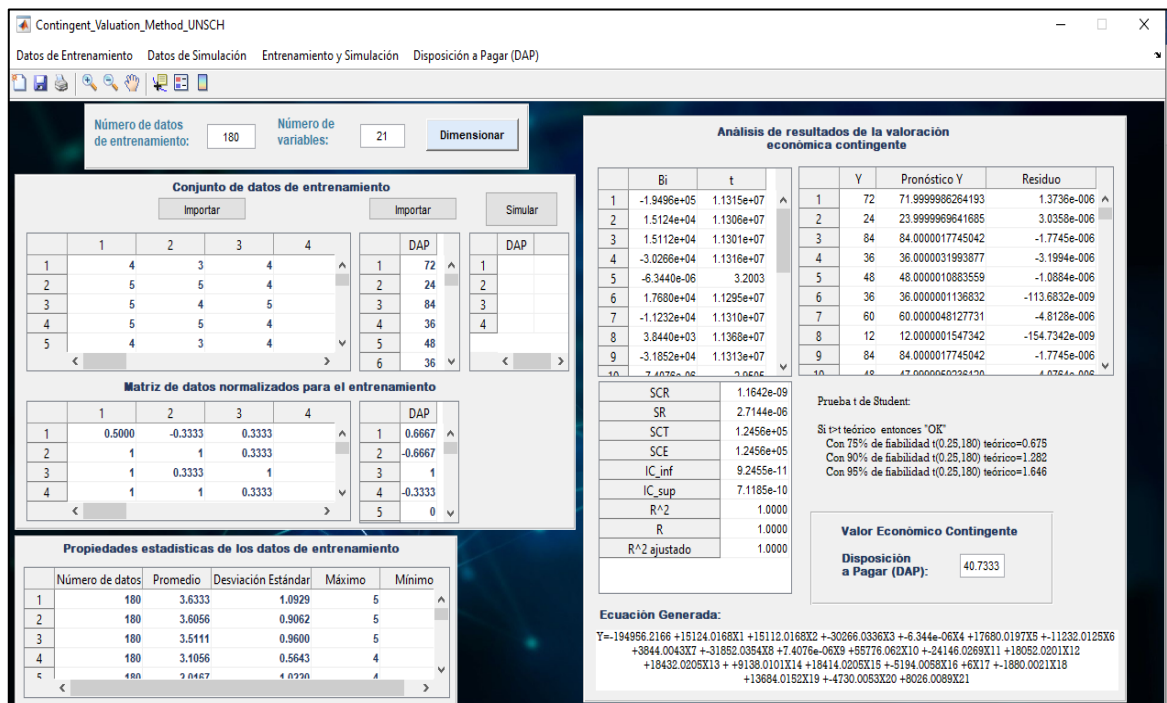 Contingent_Valuation_Method_UNSCH
Datos de Entrenamiento Datos de Simulación Entrenamiento y Simulación Disposición a Pagar (DAP)
Número de datos
de entrenamiento:
180
Número de
variables:
21
Dimensionar
Conjunto de datos de entrenamiento
Importar
Importar
Simular
1 2 3 4
1 4 3 4
2 5 5 4
3 5 4 5
4 5 5 4
5 4 3 4
DAP
1 72
2 24
3 84
4 36
5 48
6 36
DAP
1
2
3
4
Matriz de datos normalizados para el entrenamiento
1 2 3 4
1 0.5000 -0.3333 0.3333
2 1 1 0.3333
3 1 0.3333 1
4 1 1 0.3333
DAP
1 0.6667
2 -0.6667
3 1
4 -0.3333
5 0
Propiedades estadísticas de los datos de entrenamiento
Número de datos Promedio Desviación Estándar Máximo Mínimo
1 180 3.6333 1.0929 5
2 180 3.6056 0.9062 5
3 180 3.5111 0.9600 5
4 180 3.1056 0.5643 4
5 180 2.0167 1.0220 4
Análisis de resultados de la valoración
económica contingente
Bi t
1 -1.9496e+05 1.1315e+07
2 1.5124e+04 1.1306e+07
3 1.5112e+04 1.1301e+07
4 -3.0266e+04 1.1316e+07
5 -6.3440e-06 3.2003
6 1.7680e+04 1.1295e+07
7 -1.1232e+04 1.1310e+07
8 3.8440e+03 1.1368e+07
9 -3.1852e+04 1.1313e+07
10 7.4076e-06 2.9505
Y Pronóstico Y Residuo
1 72 71.9999986264193 1.3736e-006
2 24 23.9999969641685 3.0358e-006
3 84 84.0000017745042 -1.7745e-006
4 36 36.0000031993877 -3.1994e-006
5 48 48.0000010883559 -1.0884e-006
6 36 36.0000001136832 -113.6832e-009
7 60 60.0000048127731 -4.8128e-006
8 12 12.0000001547342 -154.7342e-009
9 84 84.0000017745042 -1.7745e-006
10 48
SCR 1.1642e-09
SR 2.7144e-06
SCT 1.2456e+05
SCE 1.2456e+05
IC_inf 9.2455e-11
IC_sup 7.1185e-10
R^2 1.0000
R 1.0000
R^2 ajustado 1.0000
Prueba t de Student:
Si t>t teórico entonces "OK"
Con 75% de fiabilidad t(0.25,180) teórico=0.675
Con 90% de fiabilidad t(0.25,180) teórico=1.282
Con 95% de fiabilidad t(0.25,180) teórico=1.646
Valor Económico Contingente
Disposición
a Pagar (DAP):
40.7333
Ecuación Generada:
Y=-194956.2166 +15124.0168X1 +15112.0168X2 +-30266.0336X3 +-6.344e-06X4 +17680.0197X5 +-11232.0125X6
+3844.0043X7 +-31852.0354X8 +7.4076e-06X9 +55776.062X10 +-24146.0269X11 +18052.0201X12
+18432.0205X13 + +9138.0101X14 +18414.0205X15 +-5194.0058X16 +6X17 +-1880.0021X18
+13684.0152X19 +-4730.0053X20 +8026.0089X21